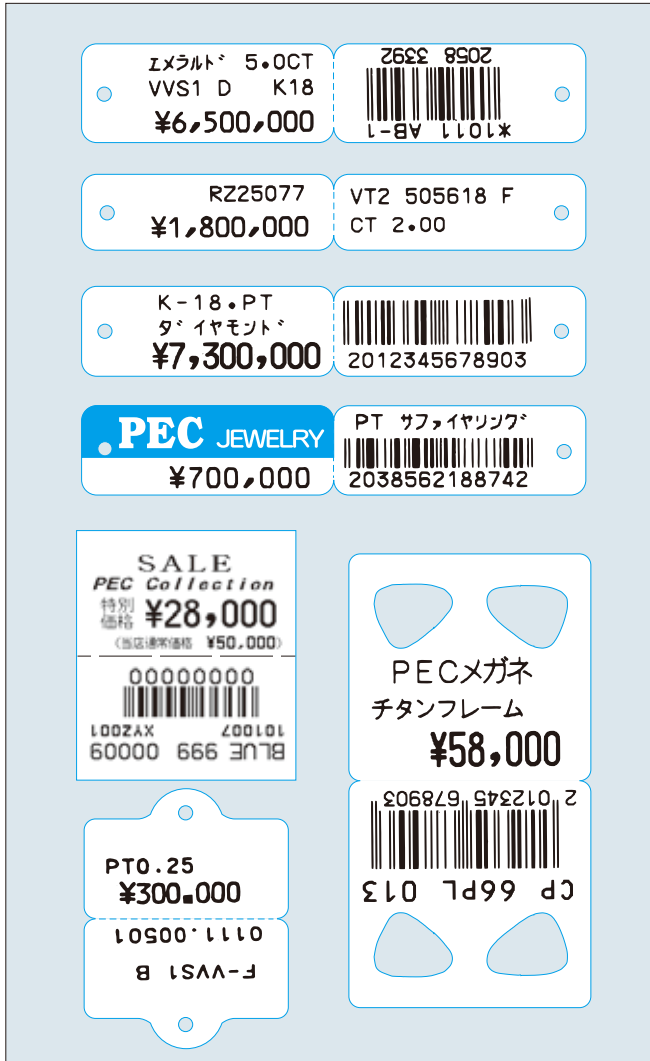 エメラルド 5.0CT
VVS1 D K18
¥6,500,000
2058 3392
*1011 AB-1
RZ25077
¥1,800,000
VT2 505618 F
CT 2.00
K-18.PT
ダイヤモンド
¥7,300,000
2012345678903
PEC JEWELRY
¥700,000
PT サファイヤリング
2038562188742
SALE
PEC Collection
特別価格 ¥28,000
(当店通常価格 ¥50,000)
00000000
101007 XYZ001
BLUE 999 00009
PECメガネ
チタンフレーム
¥58,000
2 012345 678903
CP 66PL 013
PT0.25
¥300.000
0111.00501
F-VVS1 B